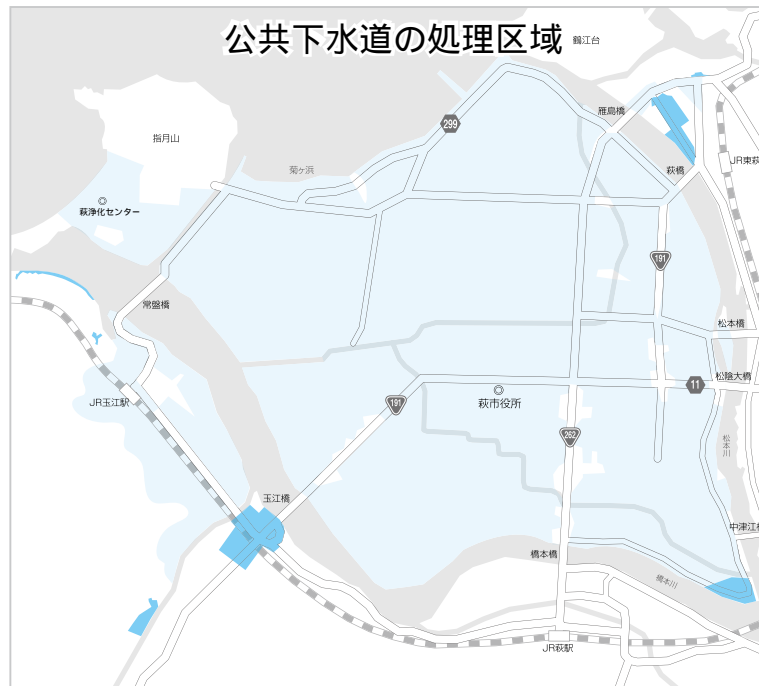 公共下水道の処理区域
鶴江台
雁島橋
299
指月山
菊ヶ浜
萩橋
JR東萩
萩浄化センター
191
常盤橋
松本橋
松陰大橋
11
JR玉江駅
191
萩市役所
262
松本川
玉江橋
中津江橋
橋本橋
橋本川
JR萩駅